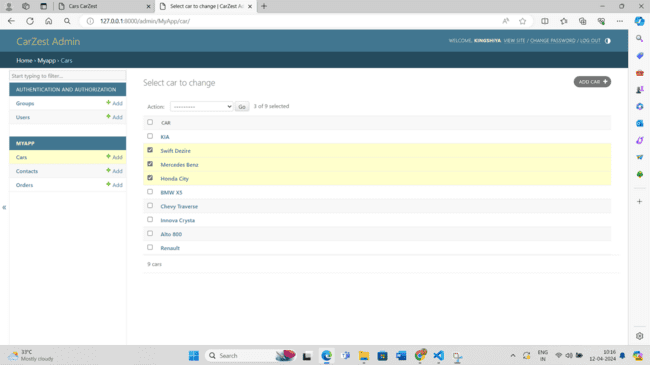 Cars CarZest
Select car to change | CarZest Ad
127.0.0.1:8000/admin/MyApp/car/
CarZest Admin
WELCOME, KINGSHIYA. VIEW SITE / CHANGE PASSWORD / LOG OUT
Home › Myapp › Cars
Start typing to filter...
AUTHENTICATION AND AUTHORIZATION
Groups + Add
Users + Add
MYAPP
Cars + Add
Contacts + Add
Orders + Add
«
Select car to change
ADD CAR +
Action: --------- Go 3 of 9 selected
CAR
KIA
Swift Dezire
Mercedes Benz
Honda City
BMW X5
Chevy Traverse
Innova Crysta
Alto 800
Renault
9 cars
33°C
Mostly cloudy
Search
ENG
IN
10:16
12-04-2024